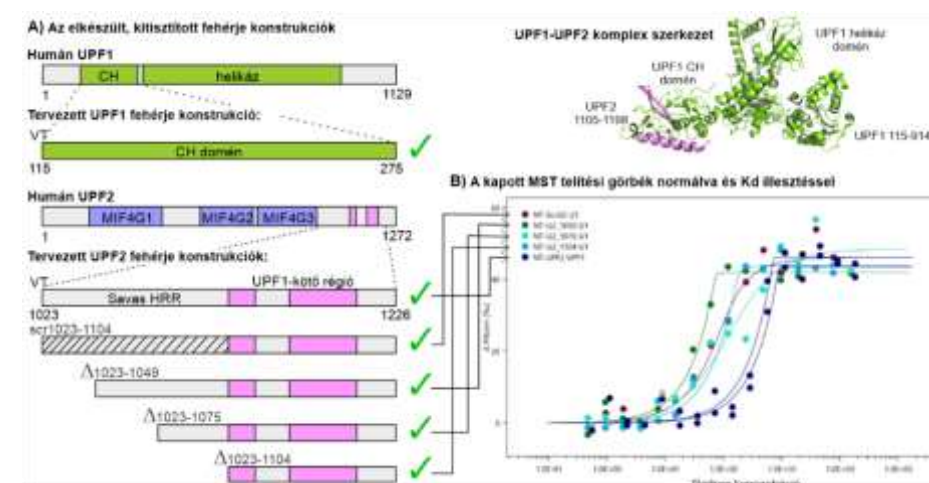 A) Az elkészült, kitisztított fehérje konstrukciók
Humán UPF1
CH
helikáz
1
1129
Tervezett UPF1 fehérje konstrukció:
VT
CH domén
115
275
Humán UPF2
MIF4G1
MIF4G2
MIF4G3
1
1272
Tervezett UPF2 fehérje konstrukciók:
VT
UPF1-kötő régió
Savas HRR
1023
1226
scr1023-1104
Δ1023-1049
Δ1023-1075
Δ1023-1104
UPF1-UPF2 komplex szerkezet
UPF1 helikáz
domén
UPF1 CH
domén
UPF2
1105-1198
UPF1 115-914
B) A kapott MST telítési görbék normálva és Kd illesztéssel